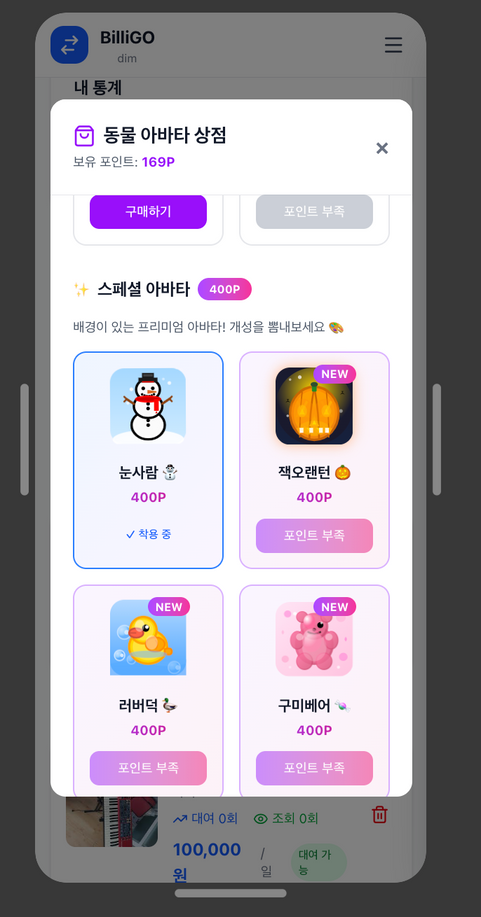 BilliGO
dim
내 통계
동물 아바타 상점
보유 포인트: 169P
구매하기
포인트 부족
스페셜 아바타
400P
배경이 있는 프리미엄 아바타! 개성을 뽐내보세요 🎨
NEW
눈사람 ⛄
잭오랜턴 🎃
400P
400P
✓ 착용 중
포인트 부족
NEW
NEW
러버덕 🦆
구미베어 🍬
400P
400P
포인트 부족
포인트 부족
대여 0회
조회 0회
100,000
원
/
일
대여 가
능